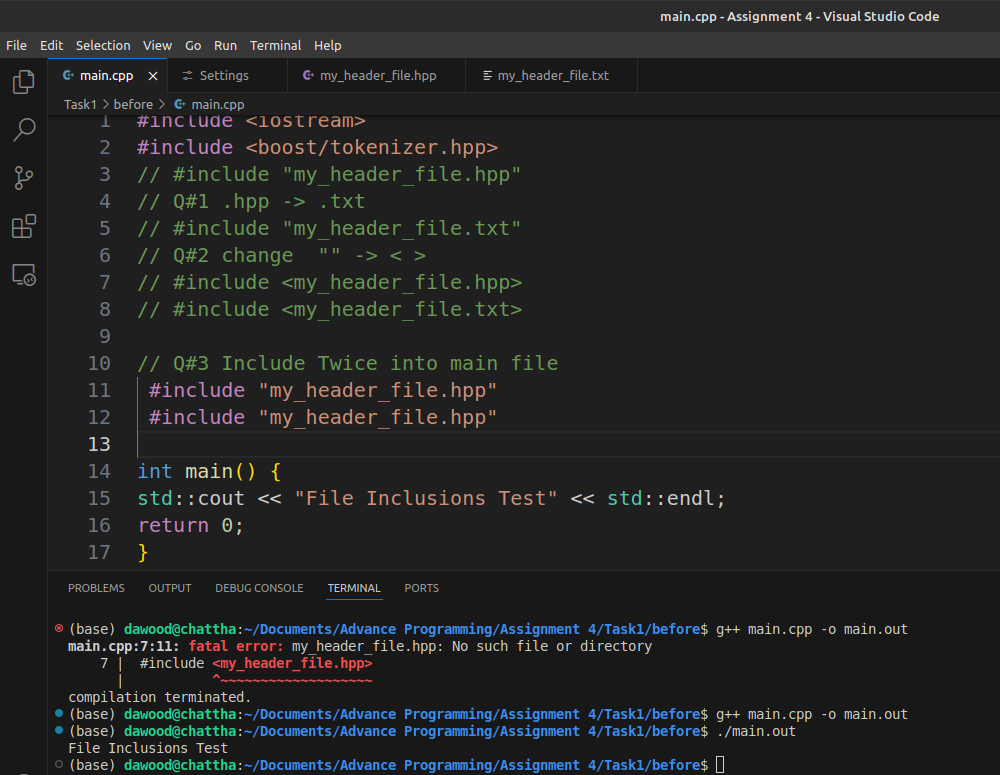 main.cpp - Assignment 4 - Visual Studio Code
File Edit Selection View Go Run Terminal Help
main.cpp Settings my_header_file.hpp my_header_file.txt
Task1 > before > main.cpp
1 #include <iostream>
2 #include <boost/tokenizer.hpp>
3 // #include "my_header_file.hpp"
4 // Q#1 .hpp -> .txt
5 // #include "my_header_file.txt"
6 // Q#2 change  "" -> < >
7 // #include <my_header_file.hpp>
8 // #include <my_header_file.txt>
9
10 // Q#3 Include Twice into main file
11  #include "my_header_file.hpp"
12  #include "my_header_file.hpp"
13
14 int main() {
15 std::cout << "File Inclusions Test" << std::endl;
16 return 0;
17 }
PROBLEMS OUTPUT DEBUG CONSOLE TERMINAL PORTS
(base) dawood@chattha:~/Documents/Advance Programming/Assignment 4/Task1/before$ g++ main.cpp -o main.out
main.cpp:7:11: fatal error: my_header_file.hpp: No such file or directory
    7 |  #include <my_header_file.hpp>
      |           ^~~~~~~~~~~~~~~~~~~~
compilation terminated.
(base) dawood@chattha:~/Documents/Advance Programming/Assignment 4/Task1/before$ g++ main.cpp -o main.out
(base) dawood@chattha:~/Documents/Advance Programming/Assignment 4/Task1/before$ ./main.out
File Inclusions Test
(base) dawood@chattha:~/Documents/Advance Programming/Assignment 4/Task1/before$